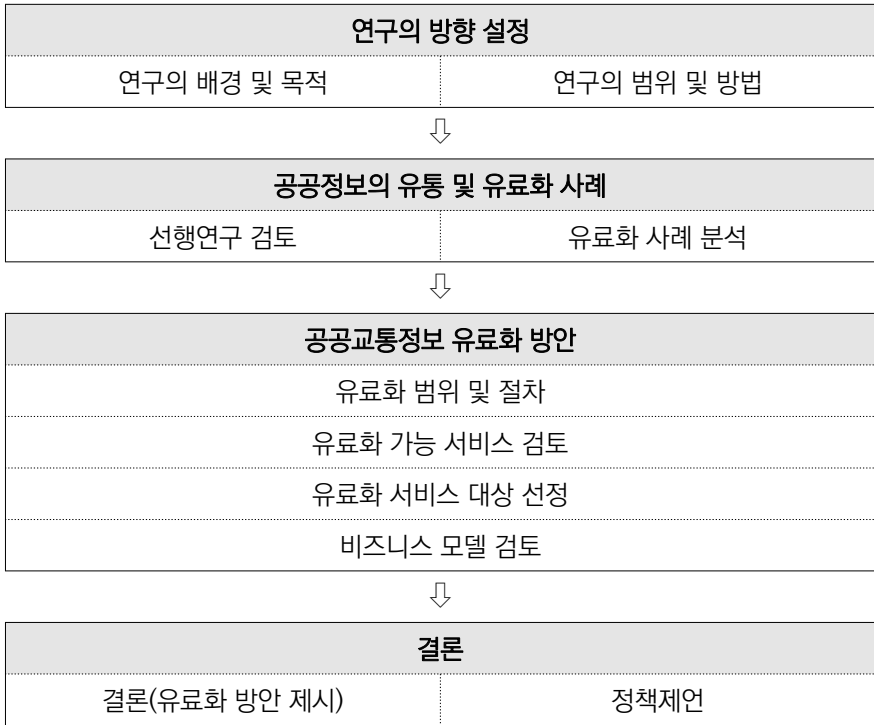 연구의 방향 설정
연구의 배경 및 목적 연구의 범위 및 방법
공공정보의 유통 및 유료화 사례
선행연구 검토 유료화 사례 분석
공공교통정보 유료화 방안
유료화 범위 및 절차
유료화 가능 서비스 검토
유료화 서비스 대상 선정
비즈니스 모델 검토
결론
결론(유료화 방안 제시) 정책제언